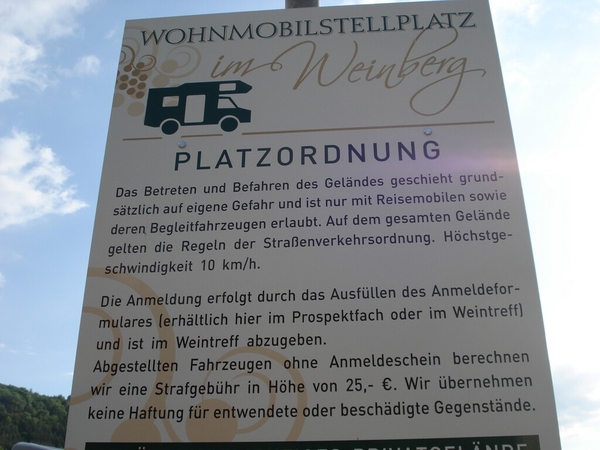 WOHNMOBILSTELLPLATZ
im Weinberg
PLATZORDNUNG
Das Betreten und Befahren des Geländes geschieht grund-
sätzlich auf eigene Gefahr und ist nur mit Reisemobilen sowie
deren Begleitfahrzeugen erlaubt. Auf dem gesamten Gelände
gelten die Regeln der Straßenverkehrsordnung. Höchstge-
schwindigkeit 10 km/h.
Die Anmeldung erfolgt durch das Ausfüllen des Anmeldefor-
mulares (erhältlich hier im Prospektfach oder im Weintreff)
und ist im Weintreff abzugeben.
Abgestellten Fahrzeugen ohne Anmeldeschein berechnen
wir eine Strafgebühr in Höhe von 25,- €. Wir übernehmen
keine Haftung für entwendete oder beschädigte Gegenstände.
PRIVATGELÄNDE